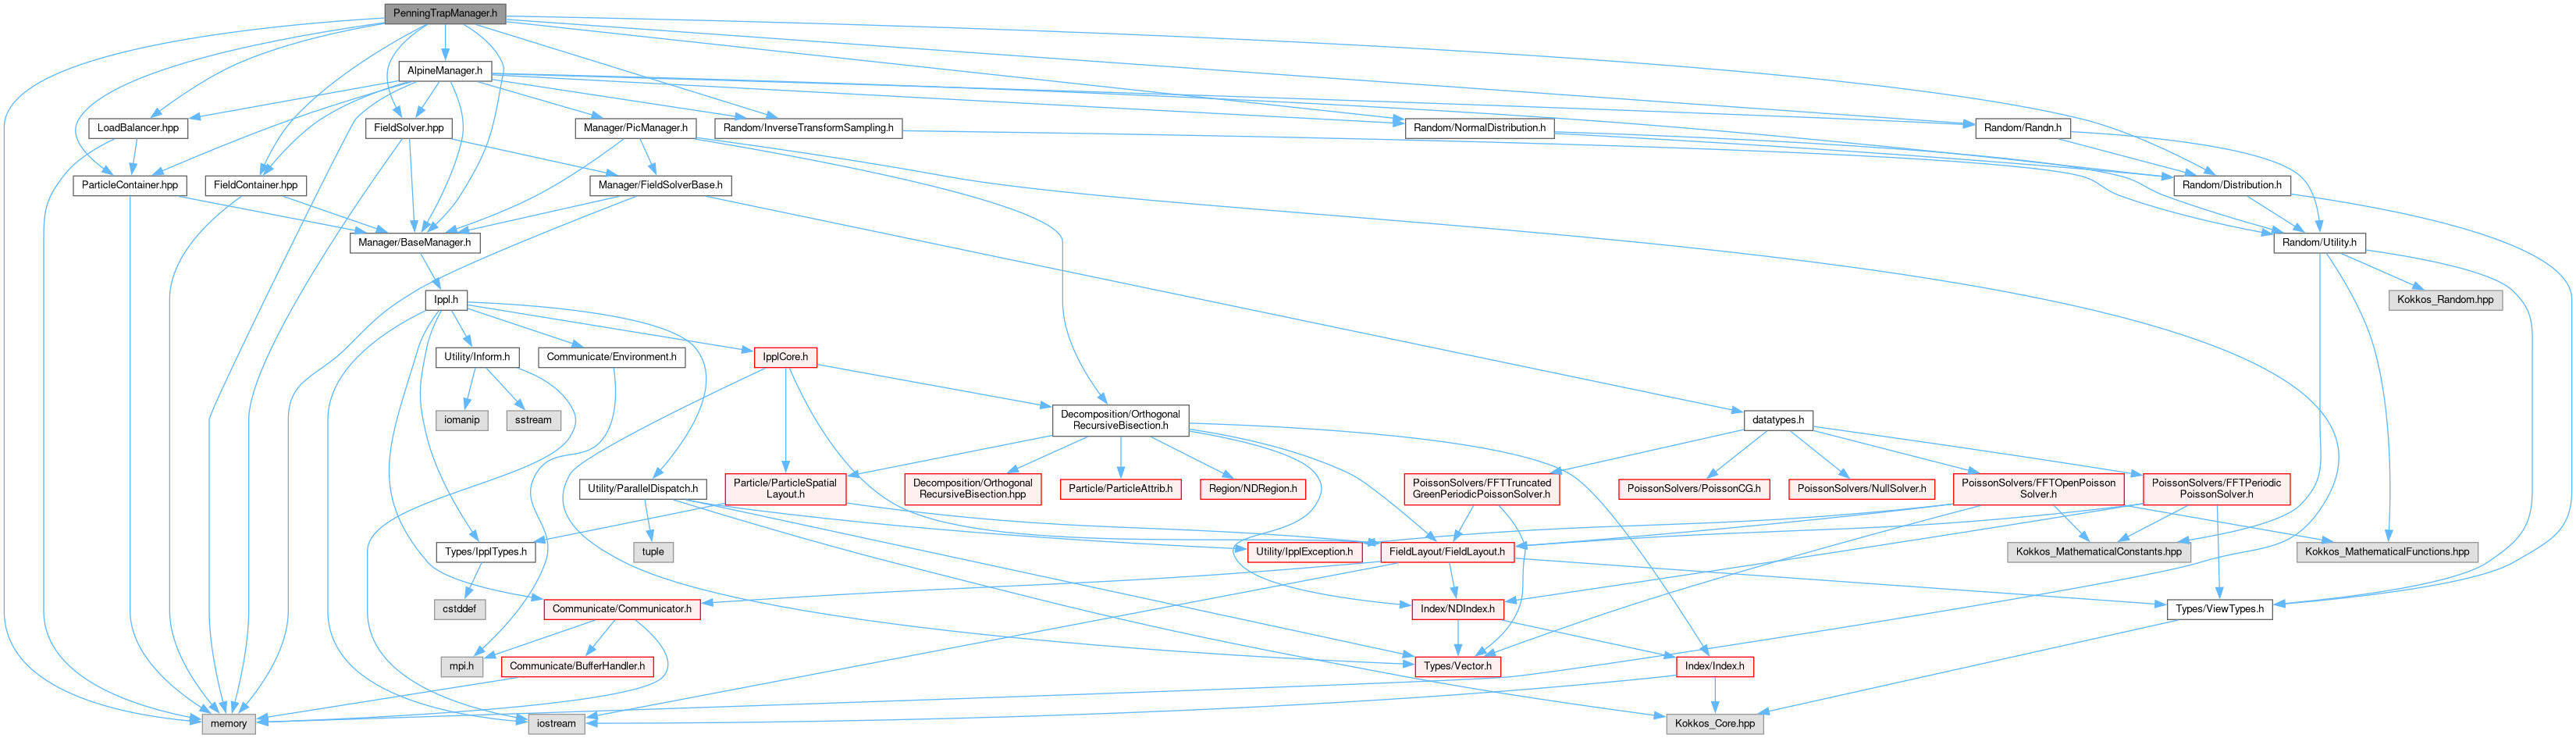 PenningTrapManager.h
AlpineManager.h
LoadBalancer.hpp
FieldSolver.hpp
Manager/PicManager.h
Random/InverseTransformSampling.h
Random/NormalDistribution.h
Random/Randn.h
ParticleContainer.hpp
FieldContainer.hpp
Manager/FieldSolverBase.h
Random/Distribution.h
Manager/BaseManager.h
Random/Utility.h
Ippl.h
Kokkos_Random.hpp
Utility/Inform.h
Communicate/Environment.h
IpplCore.h
iomanip
sstream
Decomposition/Orthogonal
RecursiveBisection.h
datatypes.h
Utility/ParallelDispatch.h
Particle/ParticleSpatial
Layout.h
Decomposition/Orthogonal
RecursiveBisection.hpp
Particle/ParticleAttrib.h
Region/NDRegion.h
PoissonSolvers/FFTTruncated
GreenPeriodicPoissonSolver.h
PoissonSolvers/PoissonCG.h
PoissonSolvers/NullSolver.h
PoissonSolvers/FFTOpenPoisson
Solver.h
PoissonSolvers/FFTPeriodic
PoissonSolver.h
Types/IpplTypes.h
tuple
Utility/IpplException.h
FieldLayout/FieldLayout.h
Kokkos_MathematicalConstants.hpp
Kokkos_MathematicalFunctions.hpp
cstddef
Communicate/Communicator.h
Index/NDIndex.h
Types/ViewTypes.h
mpi.h
Communicate/BufferHandler.h
Types/Vector.h
Index/Index.h
memory
iostream
Kokkos_Core.hpp